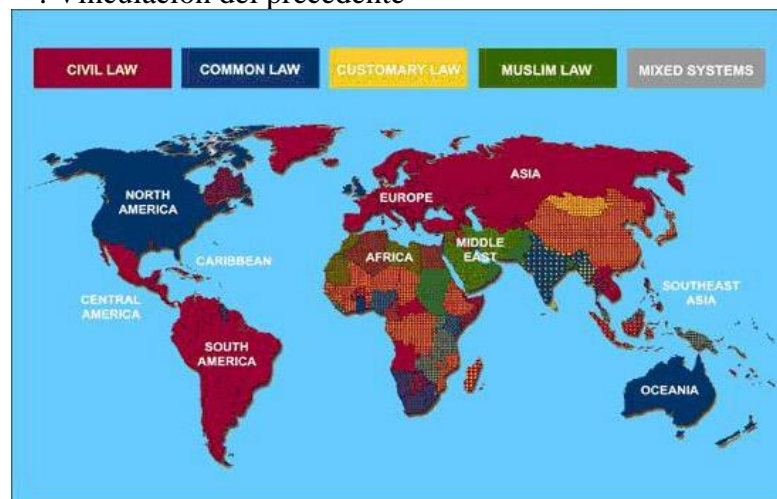 . Vinculación del precedente
CIVIL LAW
COMMON LAW
CUSTOMARY LAW
MUSLIM LAW
MIXED SYSTEMS
NORTH
AMERICA
EUROPE
ASIA
CARIBBEAN
AFRICA
MIDDLE
EAST
CENTRAL
AMERICA
SOUTHEAST
ASIA
SOUTH
AMERICA
OCEANIA